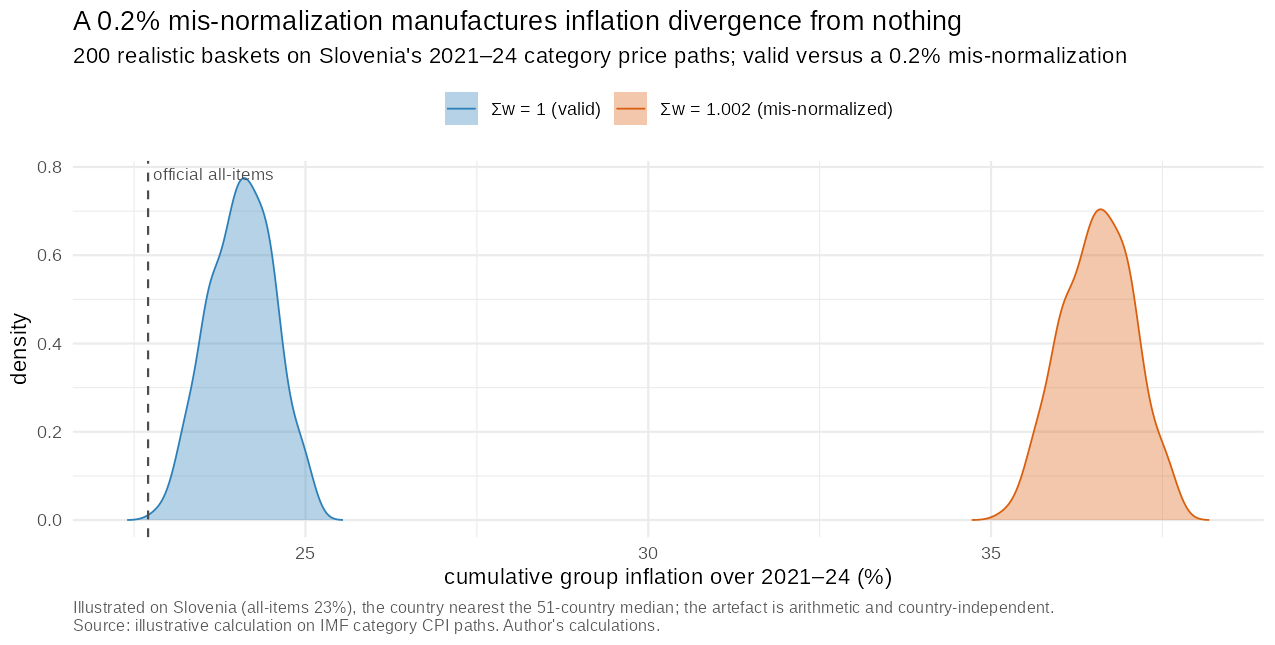 A 0.2% mis-normalization manufactures inflation divergence from nothing
200 realistic baskets on Slovenia's 2021–24 category price paths; valid versus a 0.2% mis-normalization
Σw = 1 (valid)
Σw = 1.002 (mis-normalized)
official all-items
density
0.8
0.6
0.4
0.2
0.0
25
30
35
cumulative group inflation over 2021–24 (%)
Illustrated on Slovenia (all-items 23%), the country nearest the 51-country median; the artefact is arithmetic and country-independent.
Source: illustrative calculation on IMF category CPI paths. Author's calculations.